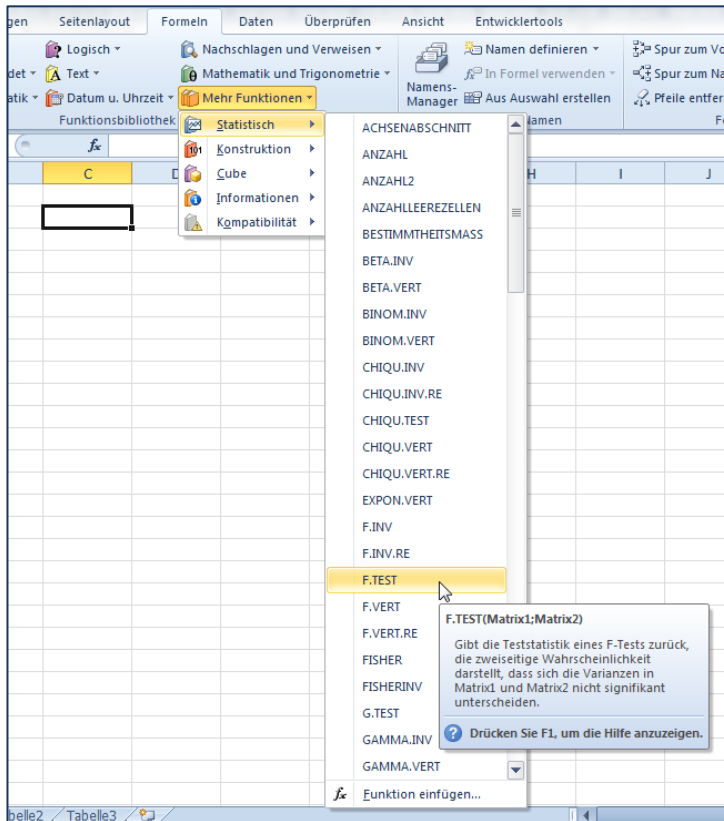 gen Seitenlayout Formeln Daten Überprüfen Ansicht Entwicklertools
Logisch Nachschlagen und Verweisen Namen definieren Spur zum Vo
det Text Mathematik und Trigonometrie In Formel verwenden Spur zum Na
atik Datum u. Uhrzeit Mehr Funktionen Namens-Manager Aus Auswahl erstellen Pfeile entfer
Funktionsbibliothek Namen F
fx
C D H I J
Statistisch
Konstruktion
Cube
Informationen
Kompatibilität
ACHSENABSCHNITT
ANZAHL
ANZAHL2
ANZAHLLEEREZELLEN
BESTIMMTHEITSMASS
BETA.INV
BETA.VERT
BINOM.INV
BINOM.VERT
CHIQU.INV
CHIQU.INV.RE
CHIQU.TEST
CHIQU.VERT
CHIQU.VERT.RE
EXPON.VERT
F.INV
F.INV.RE
F.TEST
F.VERT
F.VERT.RE
FISHER
FISHERINV
G.TEST
GAMMA.INV
GAMMA.VERT
fx Funktion einfügen...
F.TEST(Matrix1;Matrix2)
Gibt die Teststatistik eines F-Tests zurück,
die zweiseitige Wahrscheinlichkeit
darstellt, dass sich die Varianzen in
Matrix1 und Matrix2 nicht signifikant
unterscheiden.
Drücken Sie F1, um die Hilfe anzuzeigen.
belle2 Tabelle3